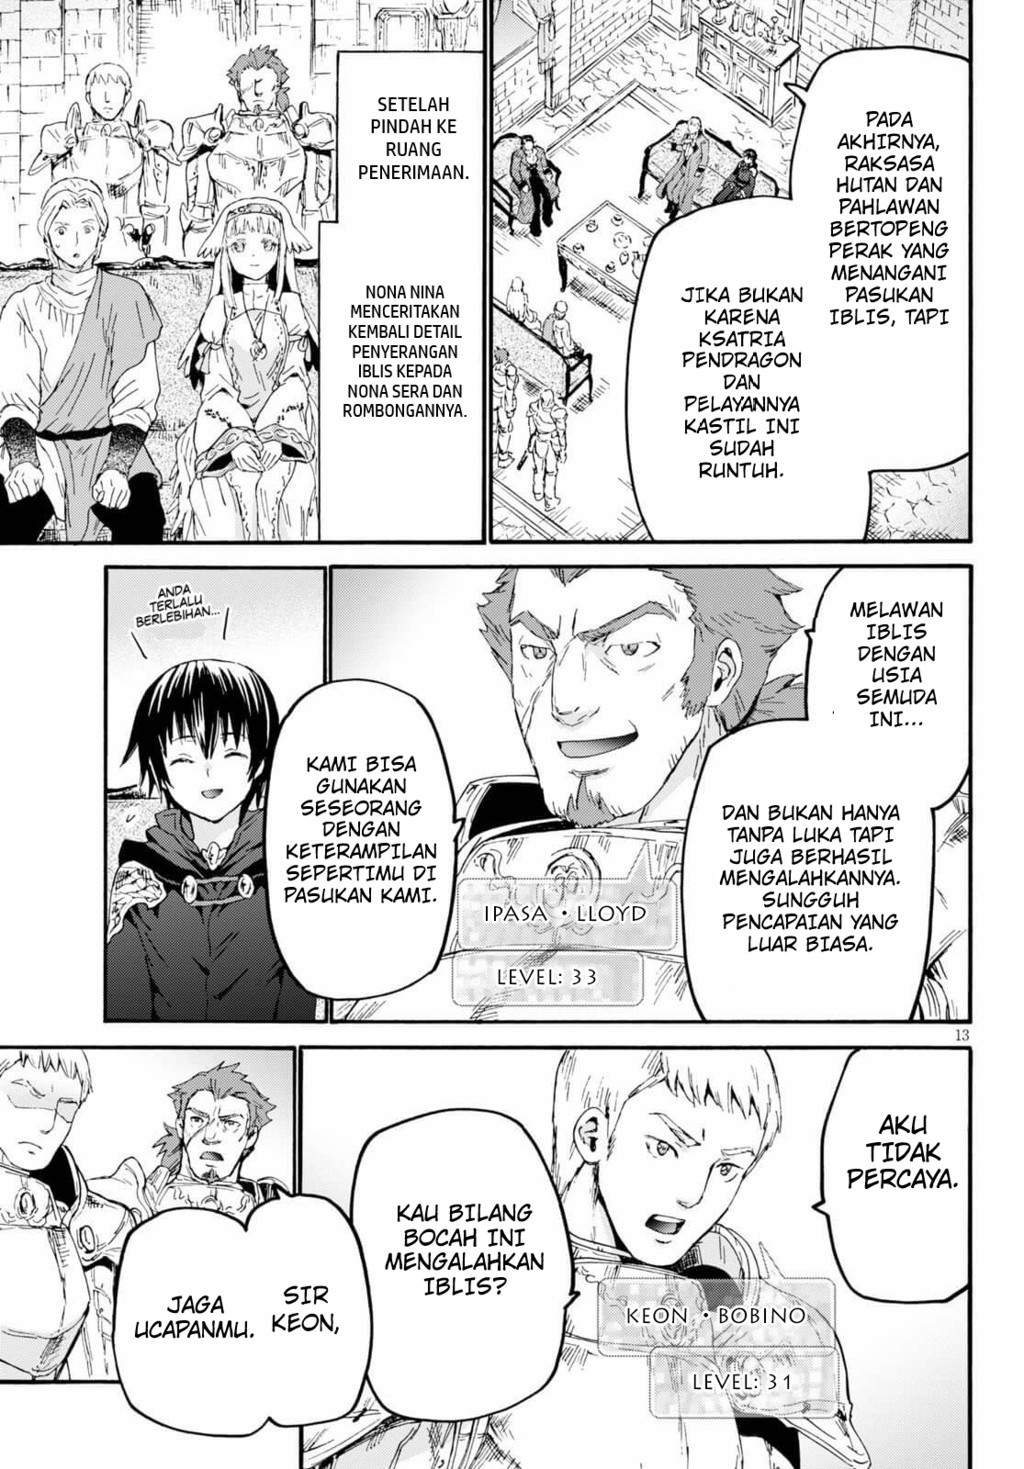 PADA
AKHIRNYA,
RAKSASA
HUTAN DAN
PAHLAWAN
BERTOPENG
PERAK YANG
MENANGANI
PASUKAN
IBLIS, TAPI
JIKA BUKAN
KARENA
KSATRIA
PENDRAGON
DAN
PELAYANNYA
KASTIL INI
SUDAH
RUNTUH.
SETELAH
PINDAH KE
RUANG
PENERIMAAN.
NONA NINA
MENCERITAKAN
KEMBALI DETAIL
PENYERANGAN
IBLIS KEPADA
NONA SERA DAN
ROMBONGANNYA.
MELAWAN
IBLIS
DENGAN
USIA
SEMUDA
INI...
DAN BUKAN HANYA
TANPA LUKA TAPI
JUGA BERHASIL
MENGALAHKANNYA.
SUNGGUH
PENCAPAIAN YANG
LUAR BIASA.
KAMI BISA
GUNAKAN
SESEORANG
DENGAN
KETERAMPILAN
SEPERTIMU DI
PASUKAN KAMI.
IPASA • LLOYD
LEVEL: 33
ANDA
TERLALU
BERLEBIHAN...
13
AKU
TIDAK
PERCAYA.
KAU BILANG
BOCAH INI
MENGALAHKAN
IBLIS?
KEON • BOBINO
LEVEL: 31
SIR
KEON,
JAGA
UCAPANMU.